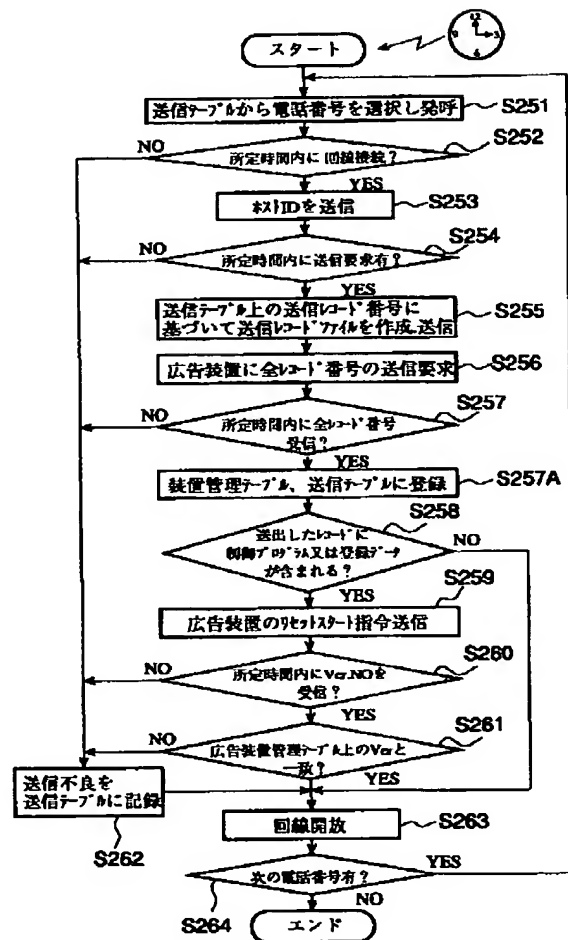 12
3
6
9
スタート
送信テーブルから電話番号を選択し発呼
S251
NO
所定時間内に回線接続?
S252
YES
ホストIDを送信
S253
NO
所定時間内に送信要求有?
S254
YES
送信テーブル上の送信レコード番号に
基づいて送信レコードファイルを作成送信
S255
広告装置に全レコード番号の送信要求
S256
NO
所定時間内に全レコード番号
受信?
S257
YES
装置管理テーブル、送信テーブルに登録
S257A
送出したレコードに
制御プログラム又は登録データ
が含まれる?
S258
NO
YES
広告装置のリセットスタート指令送信
S259
NO
所定時間内にVer.NOを
受信?
S260
YES
NO
広告装置管理テーブル上のVerと
一致?
S261
YES
送信不良を
送信テーブルに記録
S262
回線開放
S263
次の電話番号有?
YES
S264
NO
エンド